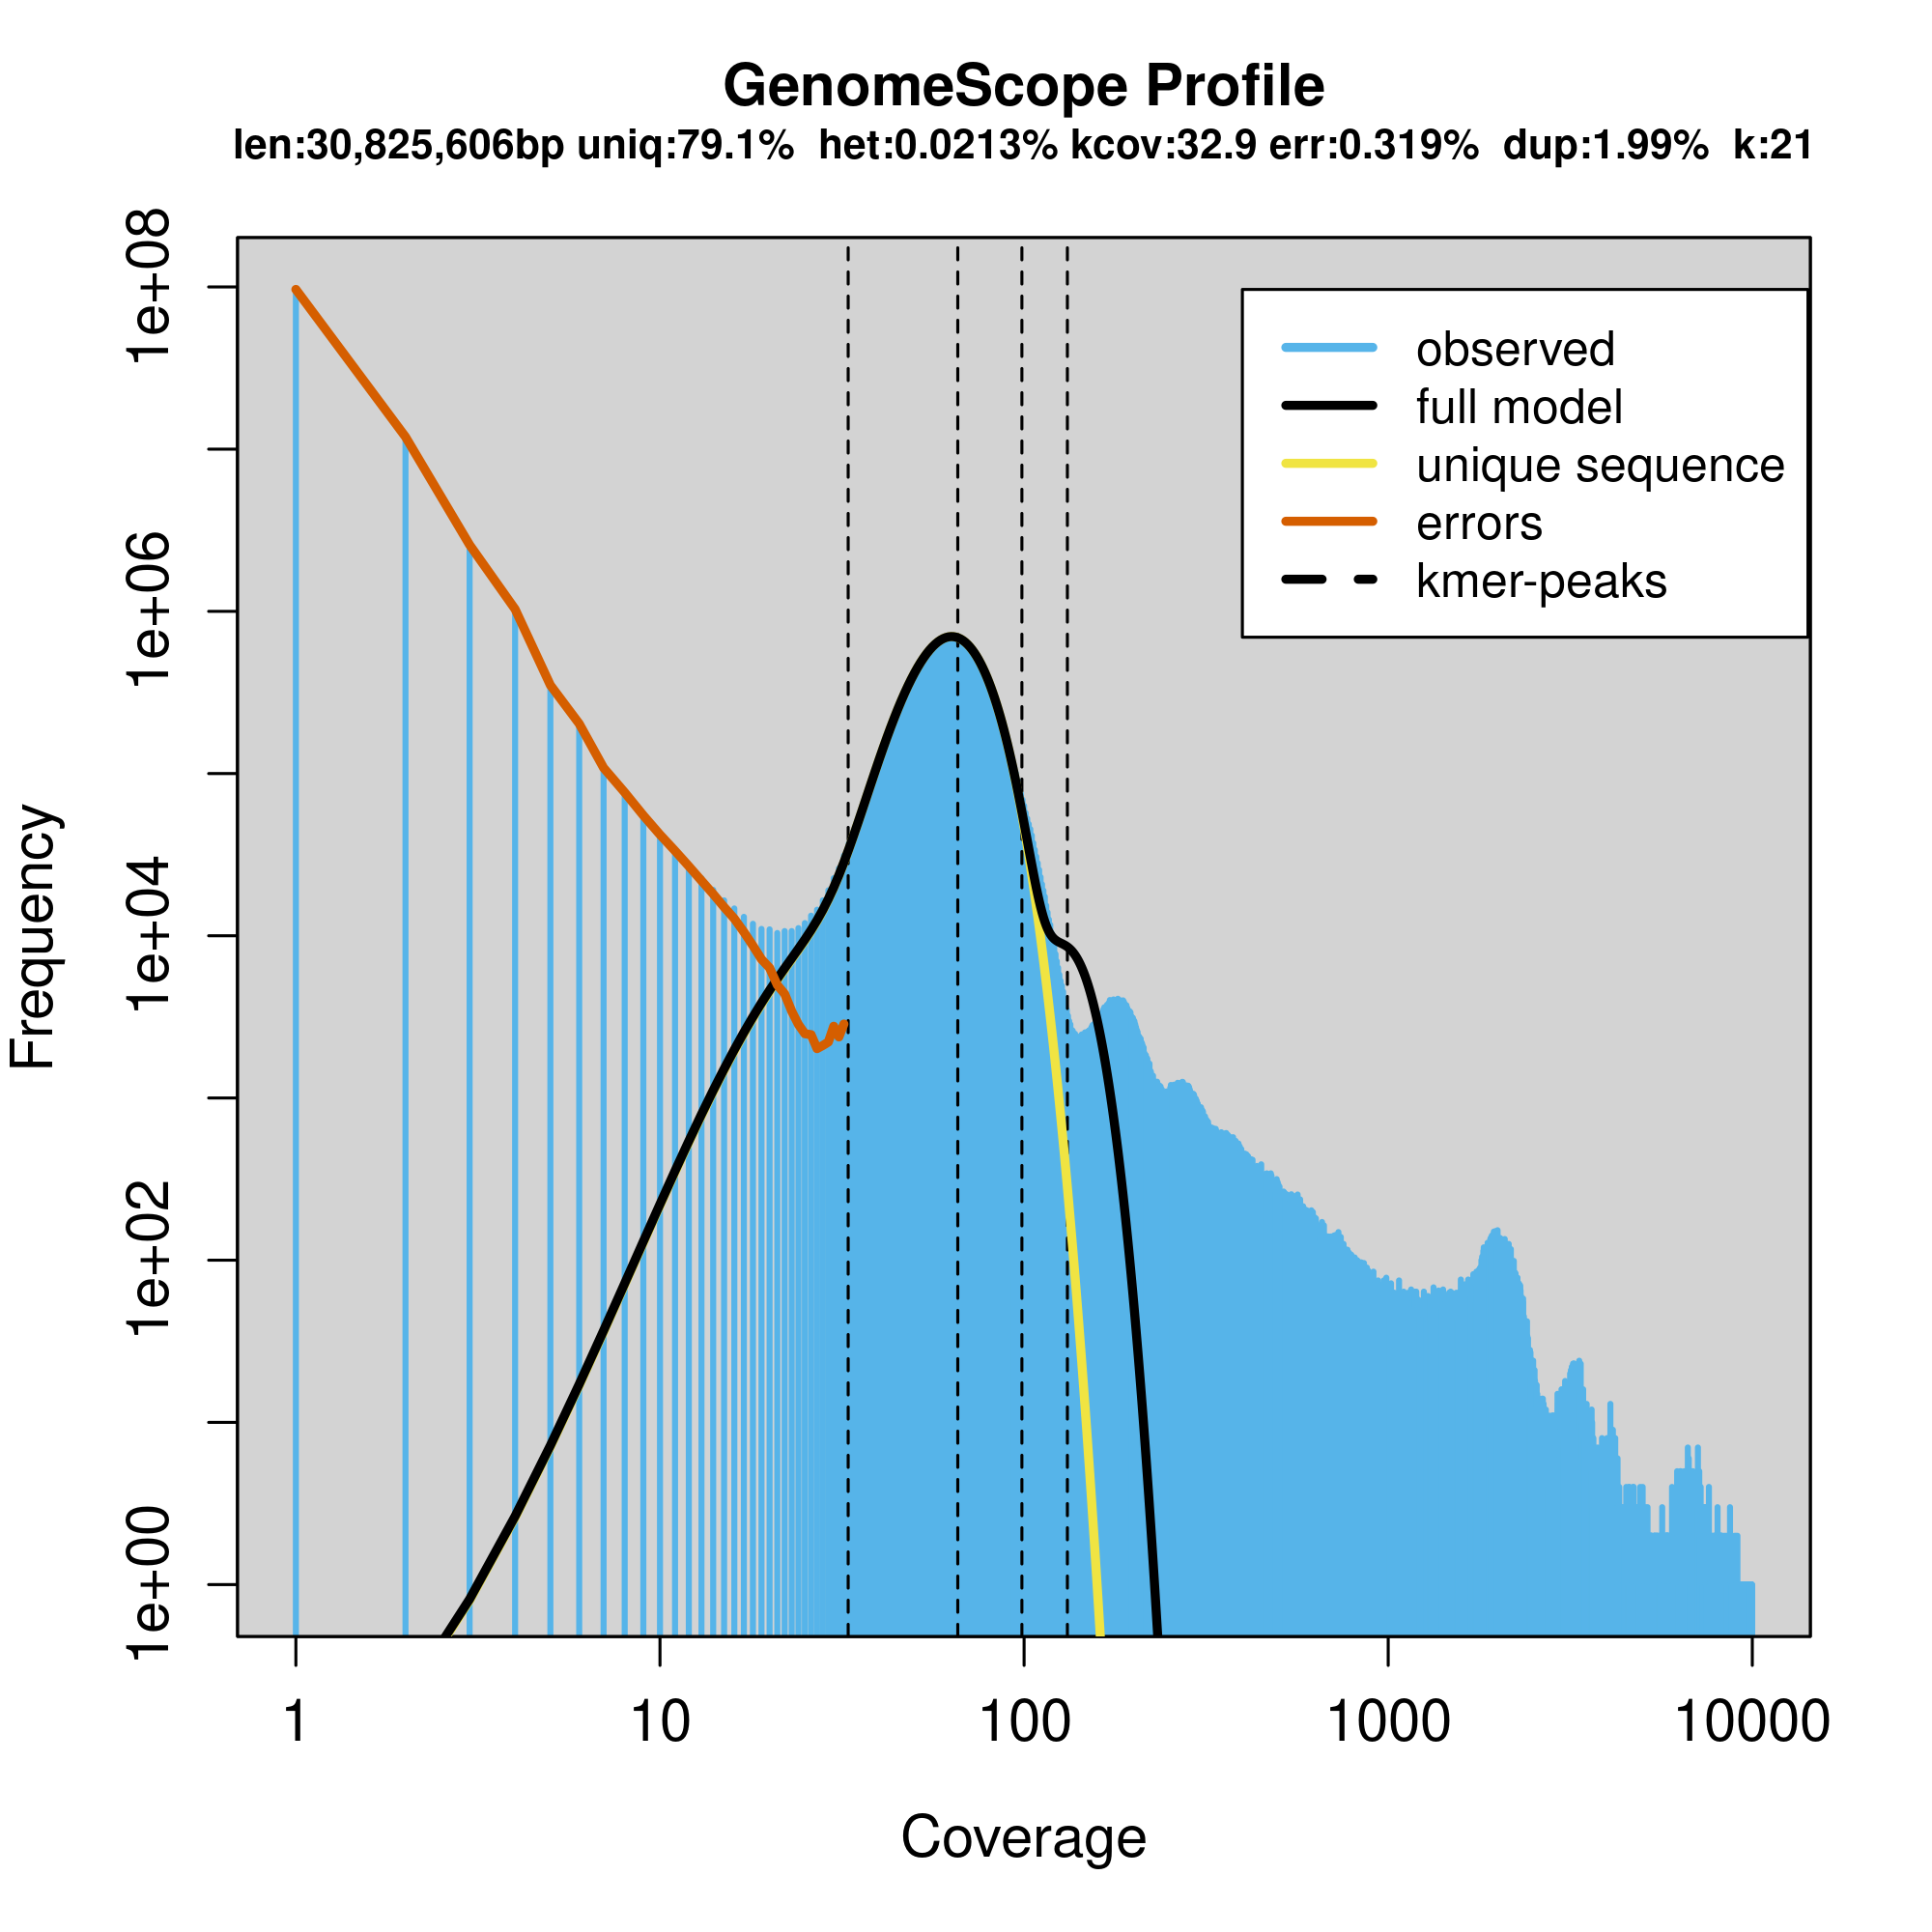 GenomeScope Profile
len:30,825,606bp uniq:79.1% het:0.0213% kcov:32.9 err:0.319% dup:1.99% k:21
1e+08
1e+06
1e+04
1e+02
1e+00
Frequency
observed
full model
unique sequence
errors
kmer-peaks
1
10
100
1000
10000
Coverage